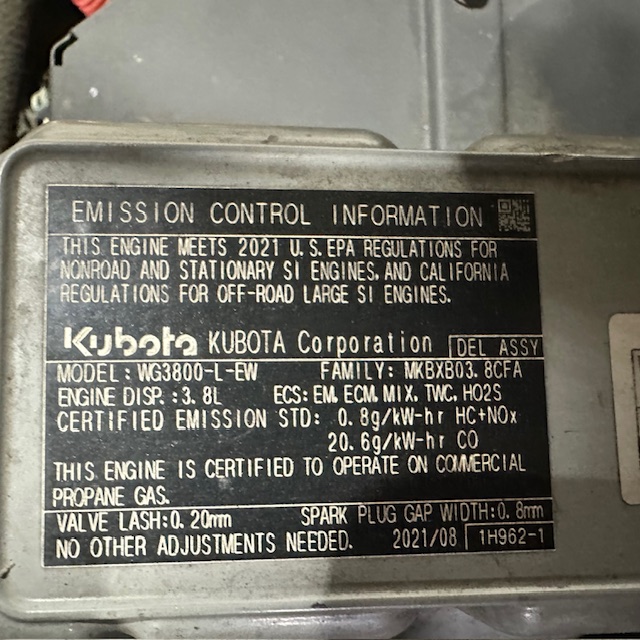 EMISSION CONTROL INFORMATION
THIS ENGINE MEETS 2021 U.S.EPA REGULATIONS FOR
NONROAD AND STATIONARY SI ENGINES, AND CALIFORNIA
REGULATIONS FOR OFF-ROAD LARGE SI ENGINES.
Kubota KUBOTA Corporation DEL ASSY
MODEL: WG3800-L-EW FAMILY: MKBXB03.8CFA
ENGINE DISP.:3.8L ECS: EM, ECM, MIX, TWC, HO2S
CERTIFIED EMISSION STD: 0.8g/kW-hr HC+NOx
20.6g/kW-hr CO
THIS ENGINE IS CERTIFIED TO OPERATE ON COMMERCIAL
PROPANE GAS.
VALVE LASH:0.20mm SPARK PLUG GAP WIDTH:0.8mm
NO OTHER ADJUSTMENTS NEEDED. 2021/08 1H962-1